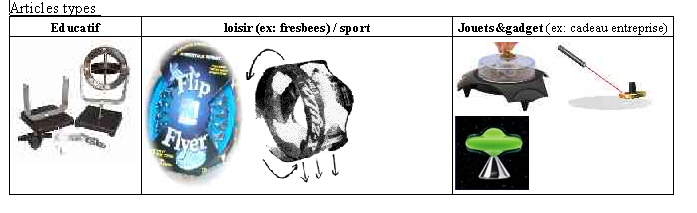 Articles types
Educatif
loisir (ex: fresbees) / sport
Jouets&gadget (ex: cadeau entreprise)
Flip
Flyer